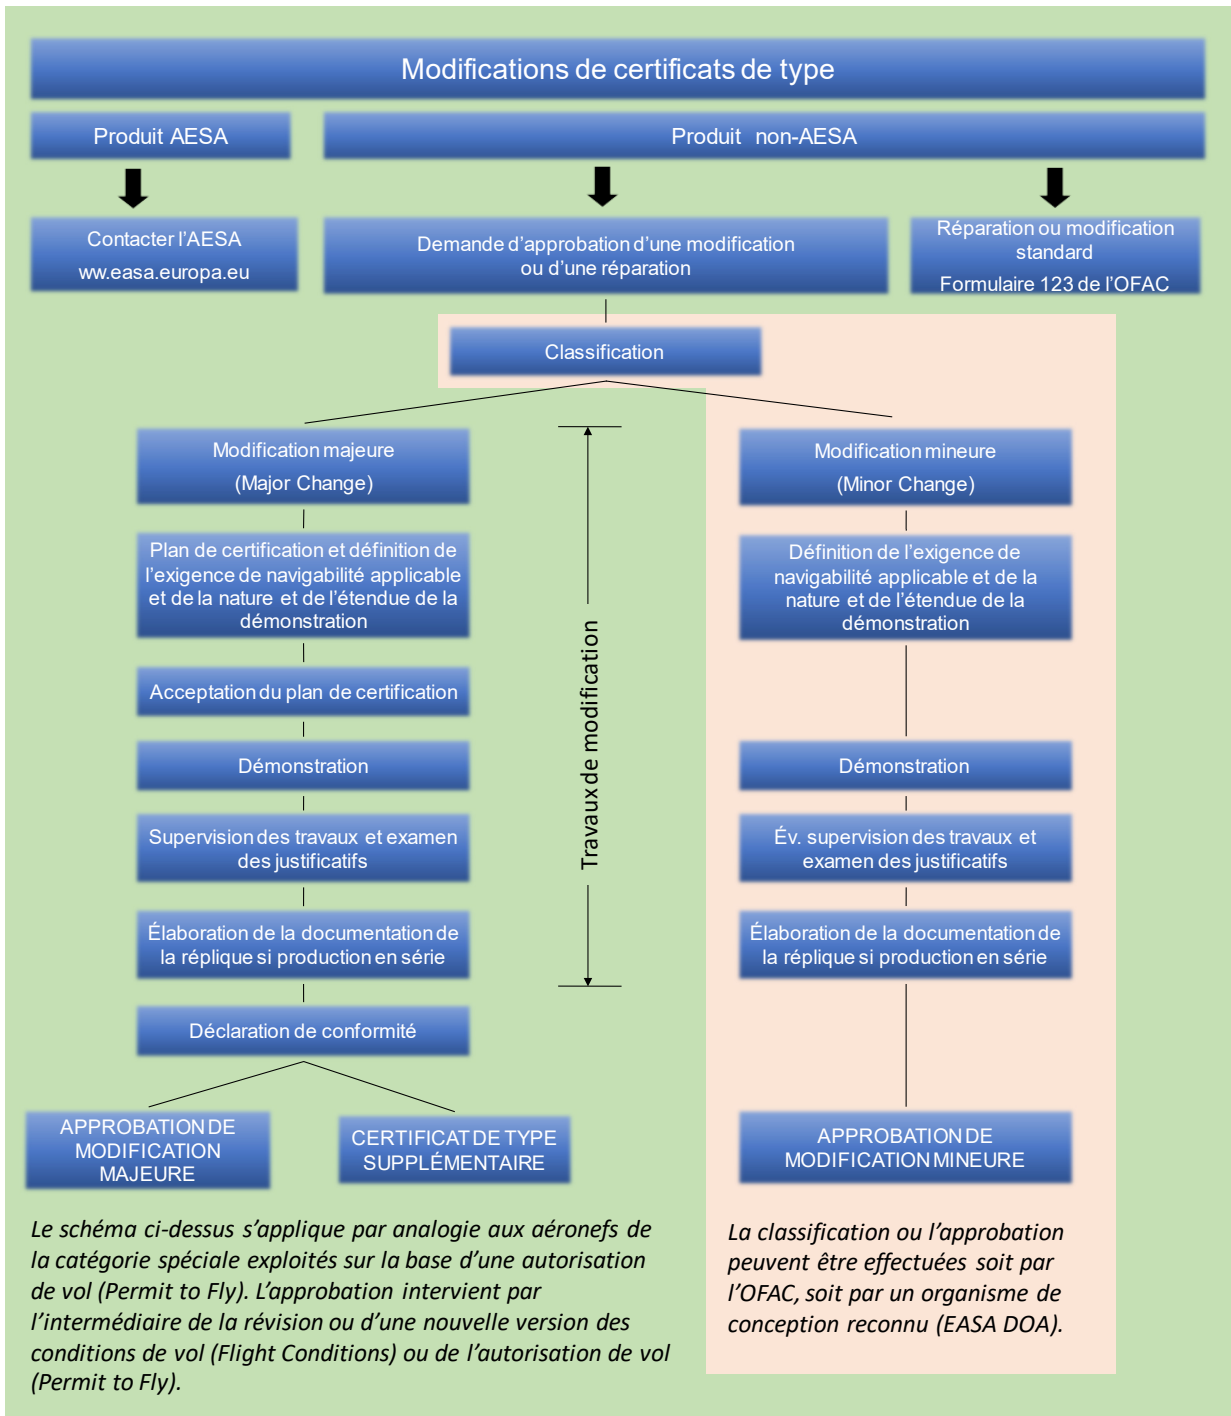 Modifications de certificats de type
Produit AESA
Produit non-AESA
Contacter l'AESA
ww.easa.europa.eu
Demande d'approbation d'une modification
ou d'une réparation
Réparation ou modification
standard
Formulaire 123 de l'OFAC
Classification
Modification majeure
(Major Change)
Plan de certification et définition de
l'exigence de navigabilité applicable
et de la nature et de l'étendue de la
démonstration
Acceptation du plan de certification
Démonstration
Supervision des travaux et examen
des justificatifs
Élaboration de la documentation de
la réplique si production en série
Déclaration de conformité
APPROBATION DE
MODIFICATION
MAJEURE
CERTIFICAT DE TYPE
SUPPLÉMENTAIRE
Travaux de modification
Modification mineure
(Minor Change)
Définition de l'exigence de
navigabilité applicable et de la
nature et de l'étendue de la
démonstration
Démonstration
Év. supervision des travaux et
examen des justificatifs
Élaboration de la documentation de
la réplique si production en série
APPROBATION DE
MODIFICATION MINEURE
Le schéma ci-dessus s'applique par analogie aux aéronefs de
la catégorie spéciale exploités sur la base d'une autorisation
de vol (Permit to Fly). L'approbation intervient par
l'intermédiaire de la révision ou d'une nouvelle version des
conditions de vol (Flight Conditions) ou de l'autorisation de vol
(Permit to Fly).
La classification ou l'approbation
peuvent être effectuées soit par
l'OFAC, soit par un organisme de
conception reconnu (EASA DOA).